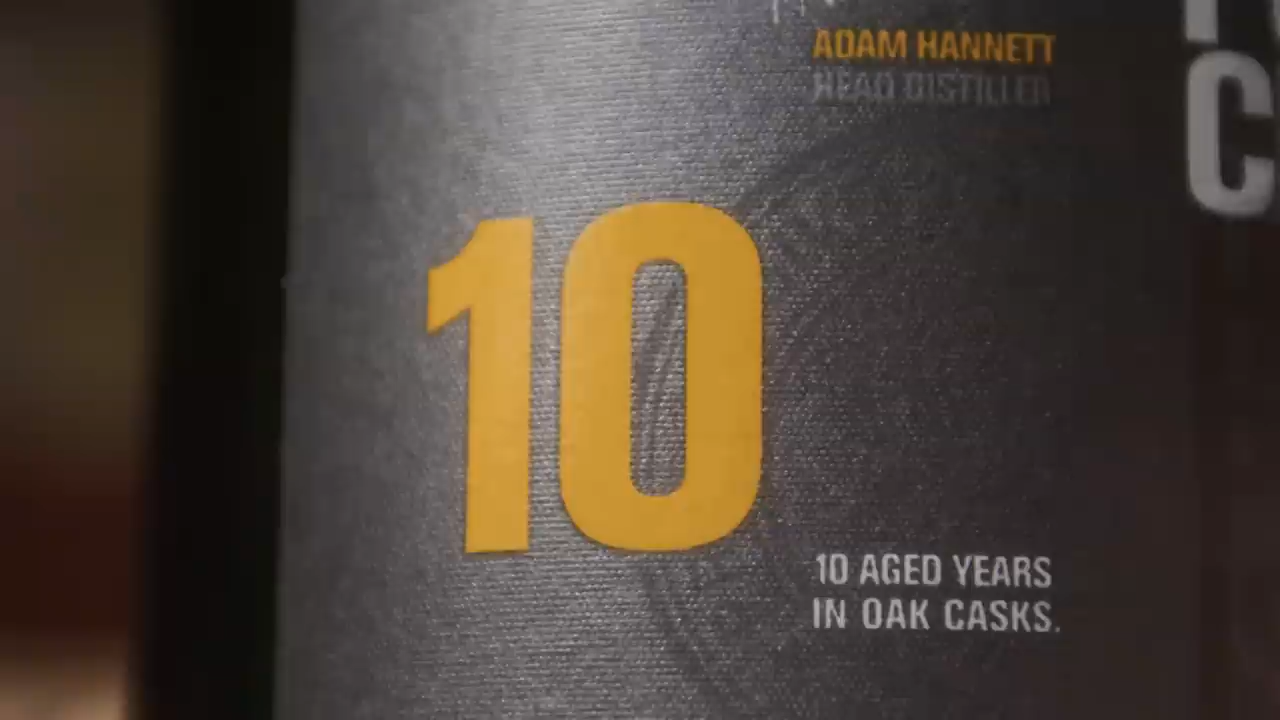 ADAM HANNETT
HEAD DISTILLER
10
10 AGED YEARS
IN OAK CASKS.